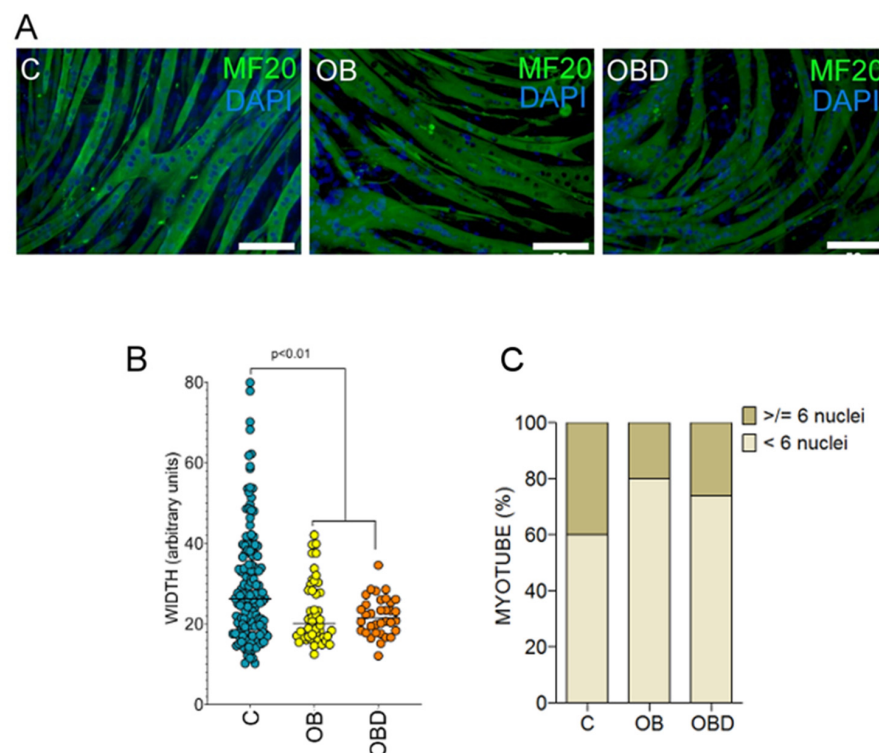 A
C MF20 DAPI
OB MF20 DAPI
OBD MF20 DAPI
B
p<0.01
80
60
40
20
0
WIDTH (arbitrary units)
C OB OBD
C
>/= 6 nuclei
< 6 nuclei
100
80
60
40
20
0
MYOTUBE (%)
C OB OBD